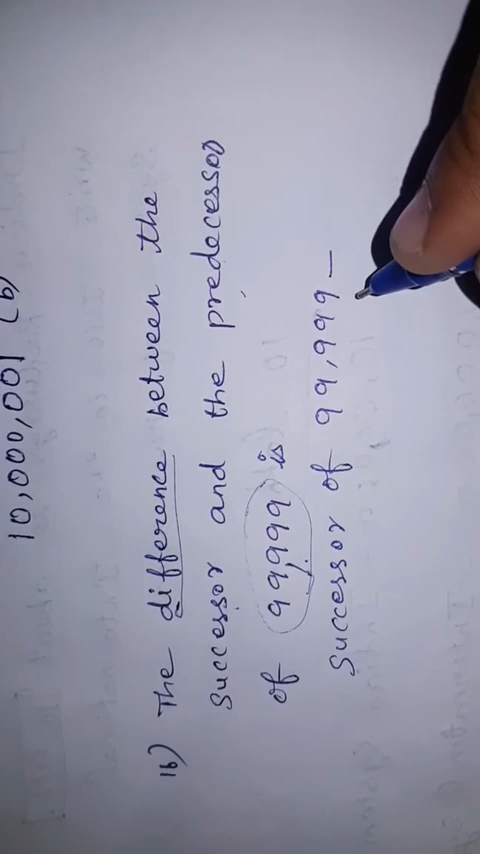 10,000,001 (b)
16) The difference between the
successor and the predecessor
of 99,999 is
Successor of 99,999 -